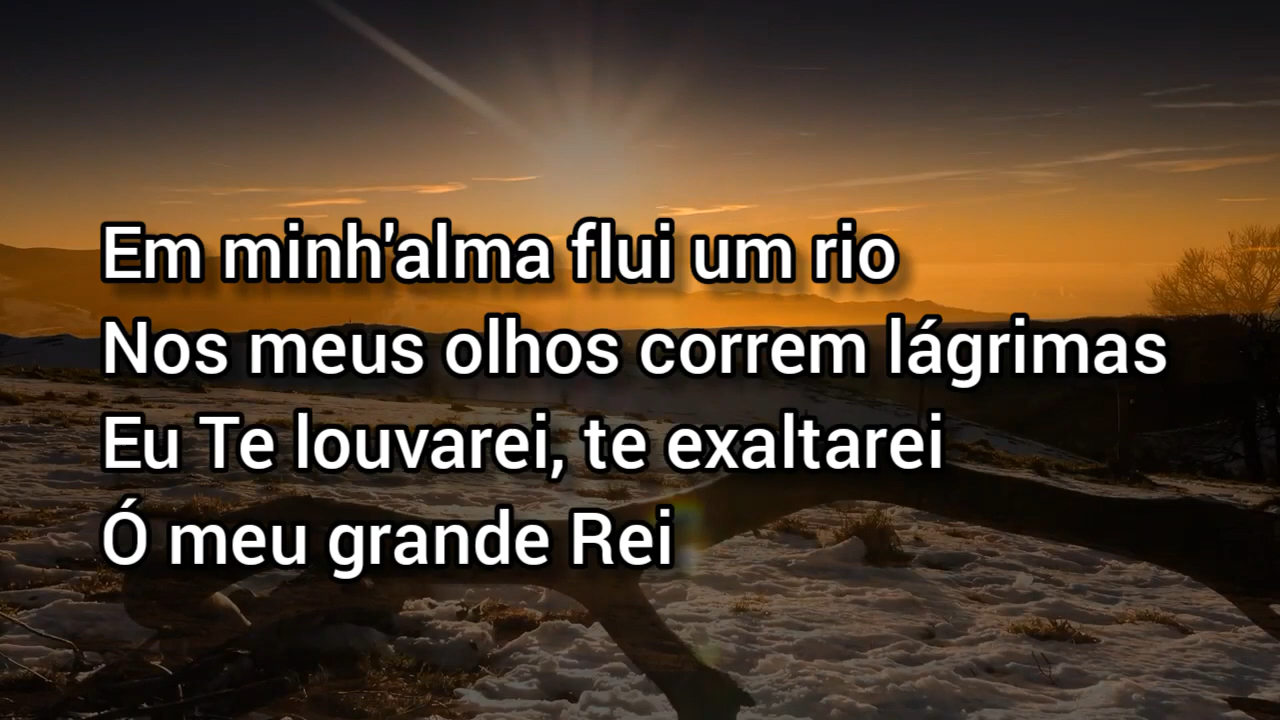 Em minh'alma flui um rio
Nos meus olhos correm lágrimas
Eu Te louvarei, te exaltarei
Ó meu grande Rei